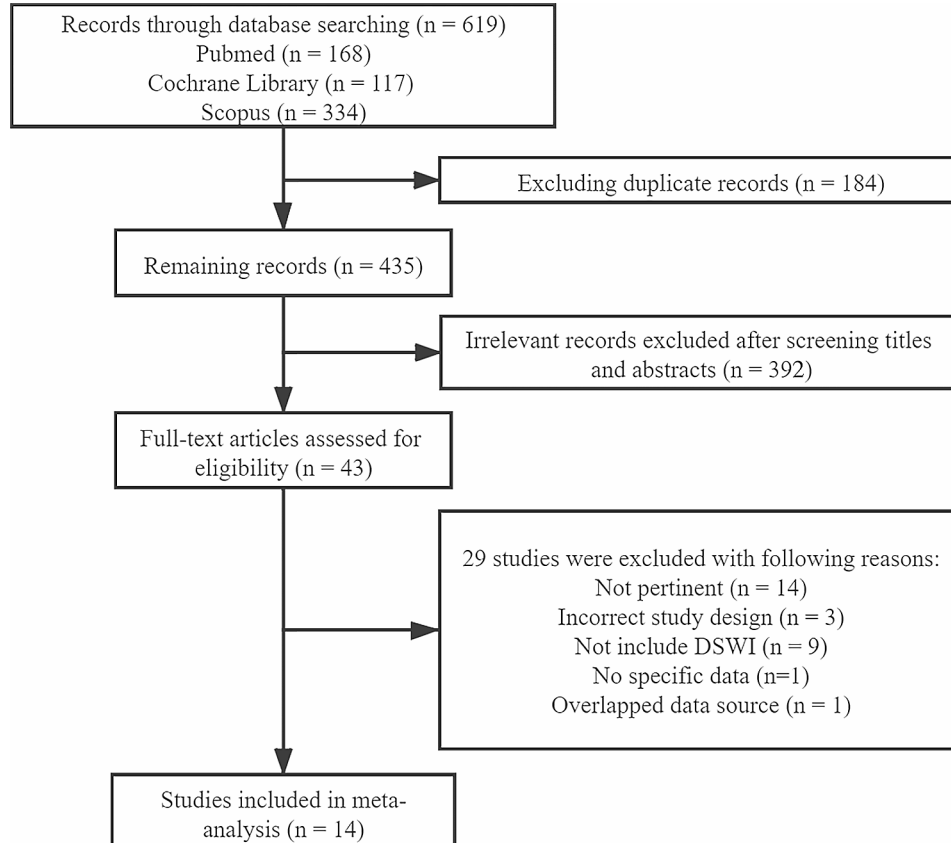 Records through database searching (n = 619)
Pubmed (n = 168)
Cochrane Library (n = 117)
Scopus (n = 334)
Excluding duplicate records (n = 184)
Remaining records (n = 435)
Irrelevant records excluded after screening titles
and abstracts (n = 392)
Full-text articles assessed for
eligibility (n = 43)
29 studies were excluded with following reasons:
Not pertinent (n = 14)
Incorrect study design (n = 3)
Not include DSWI (n = 9)
No specific data (n=1)
Overlapped data source (n = 1)
Studies included in meta-
analysis (n = 14)